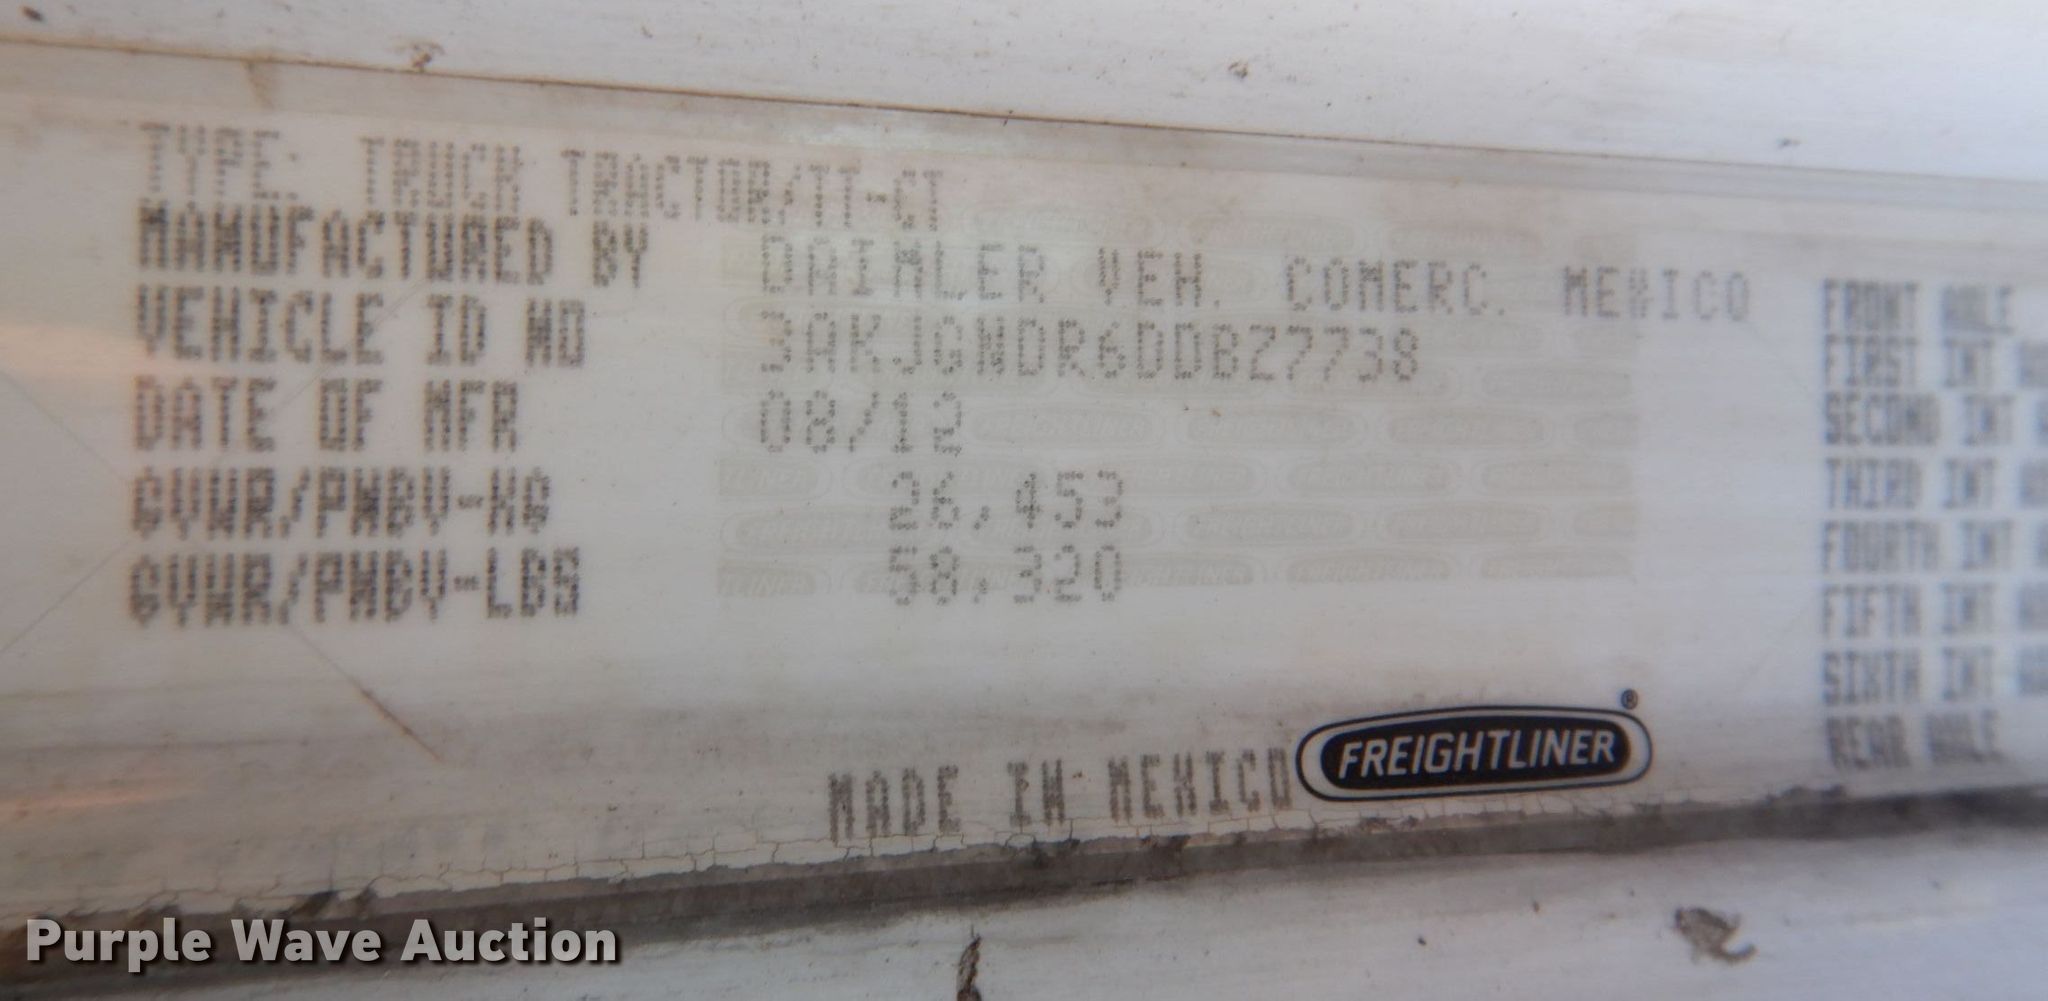 TYPE: TRUCK TRACTOR
MANUFACTURED BY DAIMLER VEH. COMERC. MEXICO
VEHICLE ID NO 3AKJGNDR6DDBZ7738
DATE OF MFR 08/12
GVWR/PNBV-KG 26,453
GVWR/PNBV-LBS 58,320
MADE IN MEXICO
FREIGHTLINER®
FRONT AXLE
FIRST INT
SECOND INT
THIRD INT
FOURTH INT
FIFTH INT
SIXTH INT
REAR AXLE
Purple Wave Auction